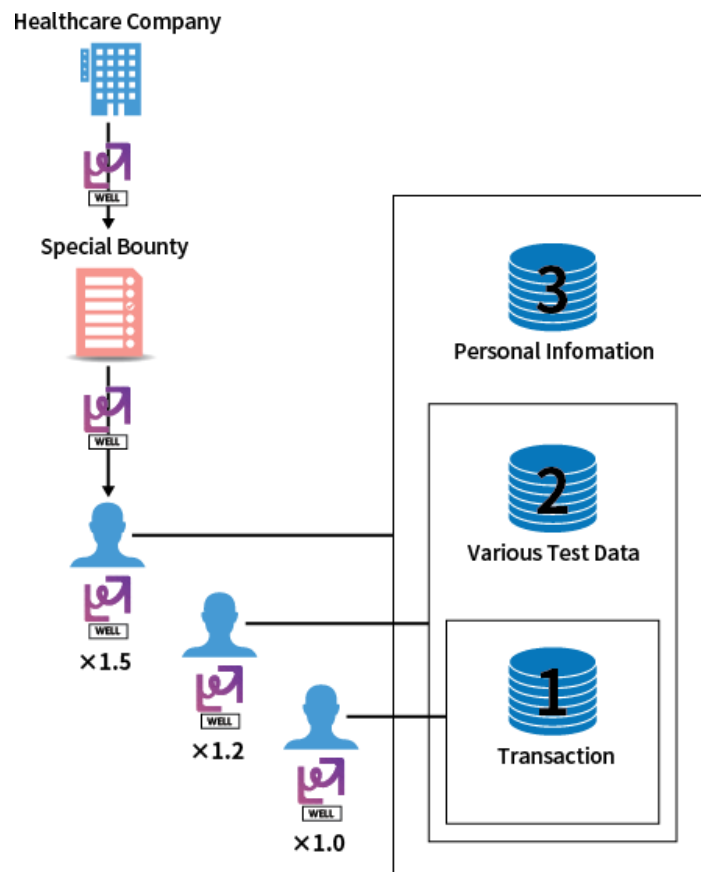 Healthcare Company
WELL
Special Bounty
WELL
3
Personal Infomation
2
Various Test Data
WELL
×1.5
WELL
×1.2
1
Transaction
WELL
×1.0